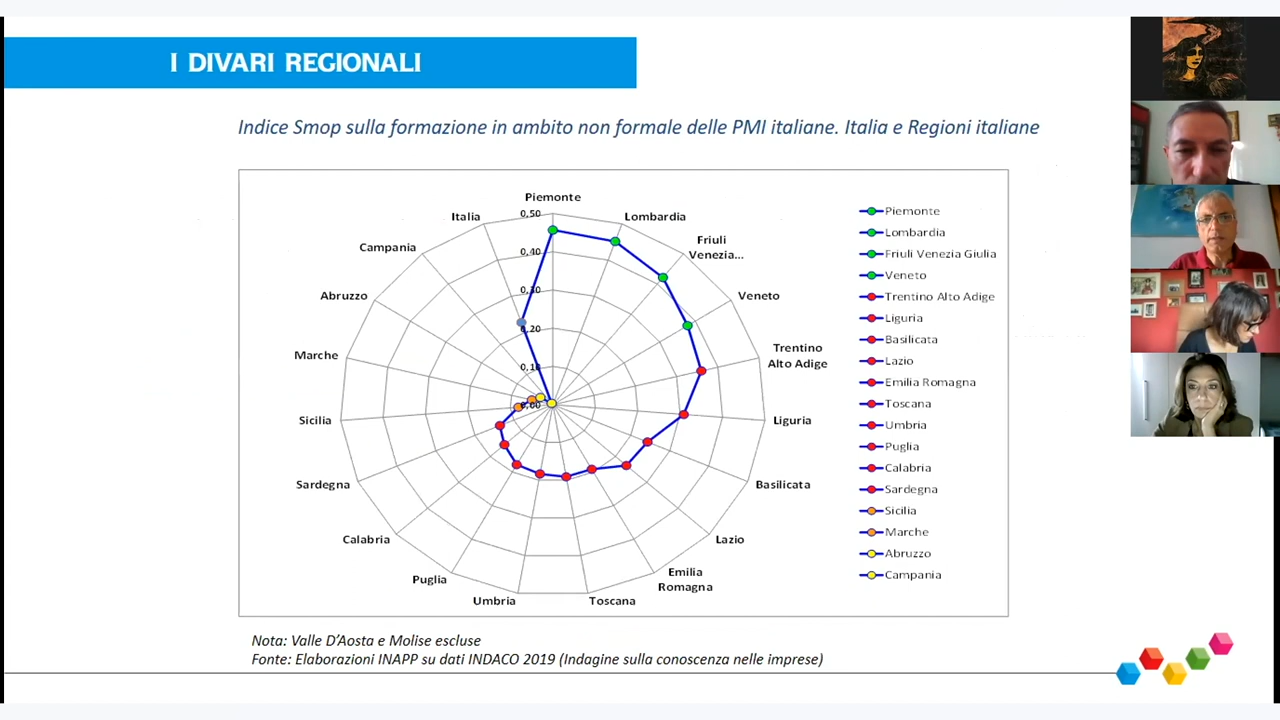 I DIVARI REGIONALI
Indice Smop sulla formazione in ambito non formale delle PMI italiane. Italia e Regioni italiane
Piemonte
Lombardia
Friuli
Venezia...
Veneto
Trentino
Alto Adige
Liguria
Basilicata
Lazio
Emilia
Romagna
Toscana
Umbria
Puglia
Calabria
Sardegna
Sicilia
Marche
Abruzzo
Campania
Italia
0,50
0,40
0,30
0,20
0,10
0,00
Piemonte
Lombardia
Friuli Venezia Giulia
Veneto
Trentino Alto Adige
Liguria
Basilicata
Lazio
Emilia Romagna
Toscana
Umbria
Puglia
Calabria
Sardegna
Sicilia
Marche
Abruzzo
Campania
Nota: Valle D'Aosta e Molise escluse
Fonte: Elaborazioni INAPP su dati INDACO 2019 (Indagine sulla conoscenza nelle imprese)